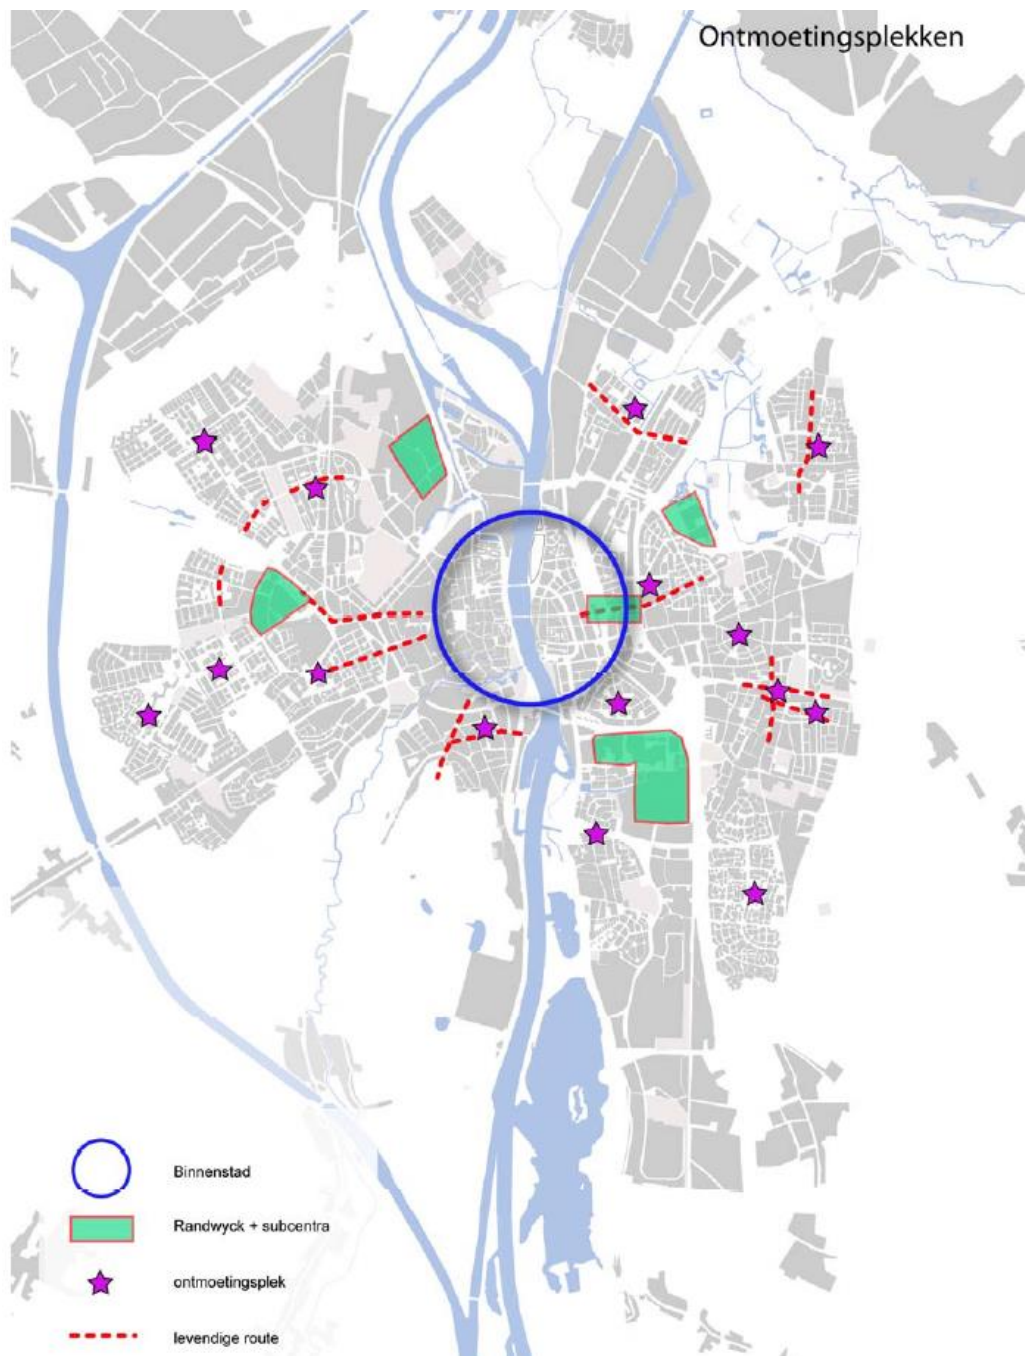 Ontmoetingsplekken
Binnenstad
Randwyck + subcentra
ontmoetingsplek
levendige route